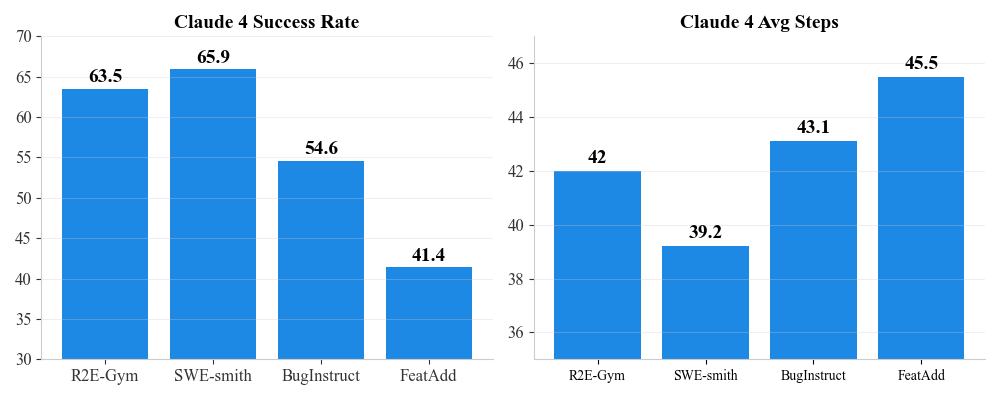 Claude 4 Success Rate
70
65
60
55
50
45
40
35
30
63.5
65.9
54.6
41.4
R2E-Gym
SWE-smith
BugInstruct
FeatAdd
Claude 4 Avg Steps
46
44
42
40
38
36
42
39.2
43.1
45.5
R2E-Gym
SWE-smith
BugInstruct
FeatAdd